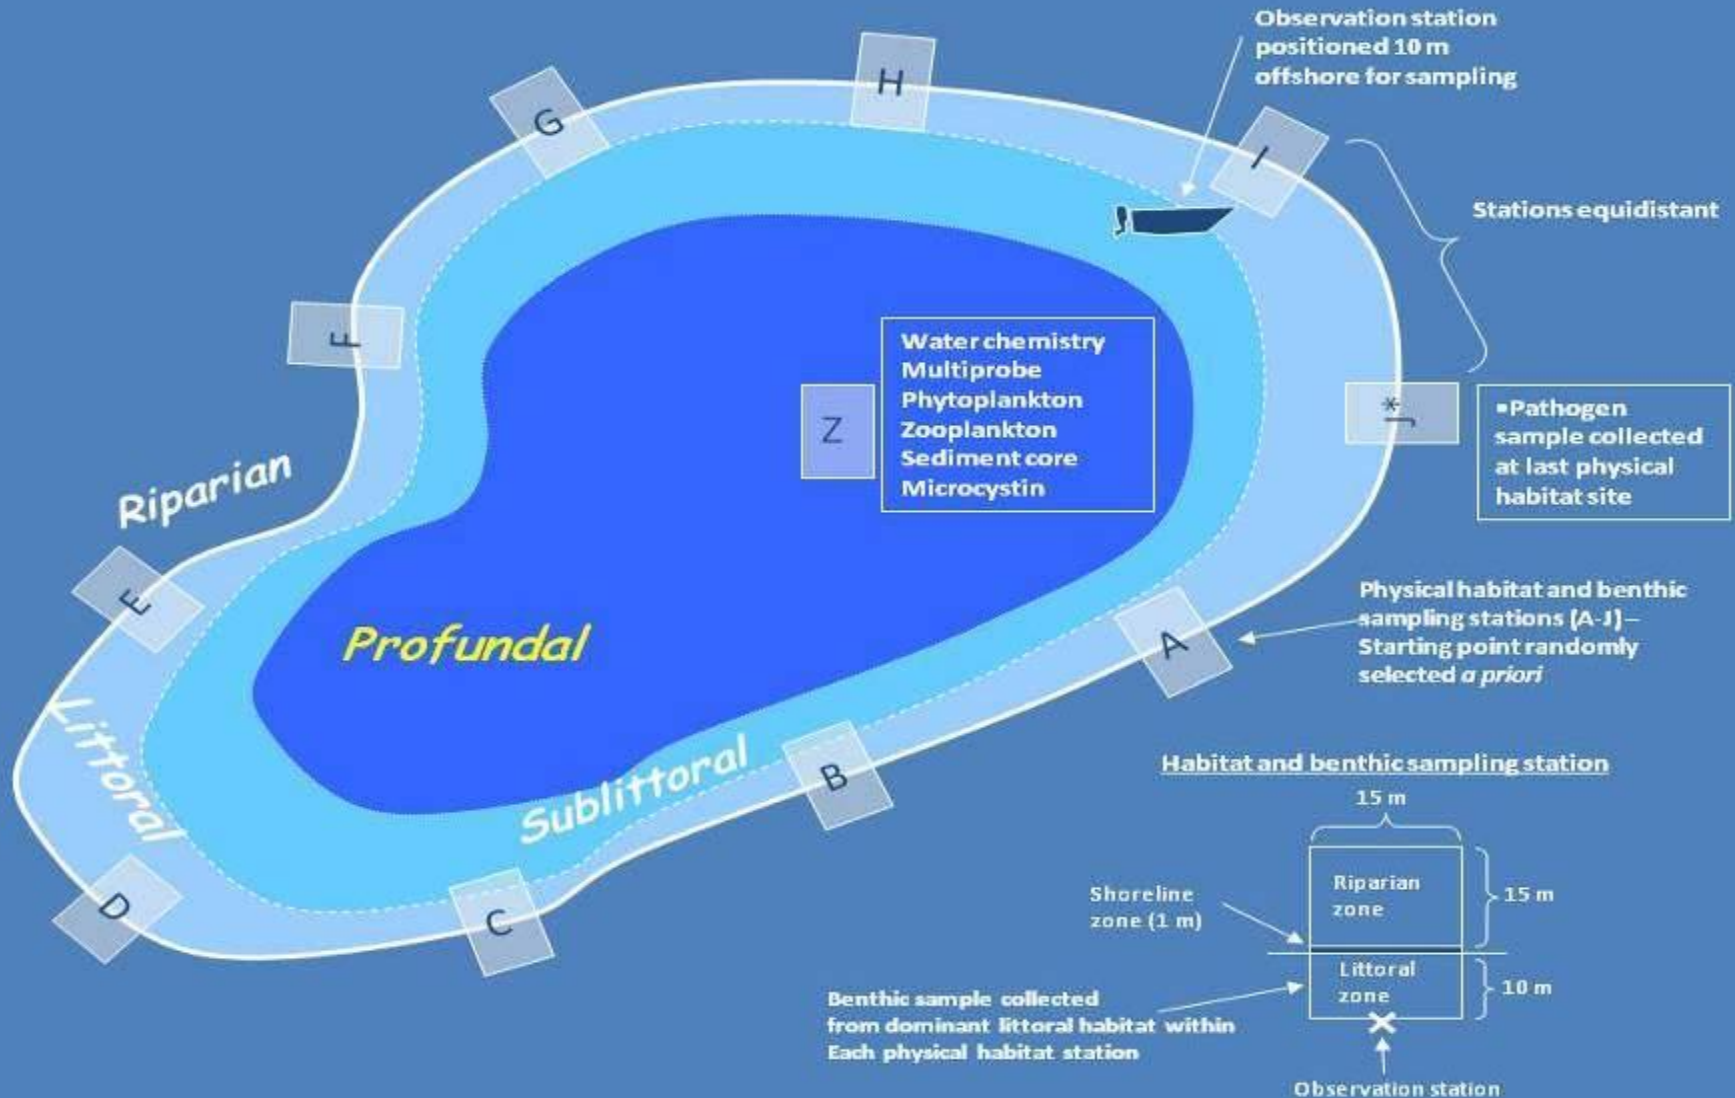 Observation station
positioned 10 m
offshore for sampling
H
G
I
Stations equidistant
F
Z
Water chemistry
Multiprobe
Phytoplankton
Zooplankton
Sediment core
Microcystin
J*
▪Pathogen
sample collected
at last physical
habitat site
Riparian
E
Profundal
A
Physical habitat and benthic
sampling stations (A-J)–
Starting point randomly
selected a priori
Littoral
Sublittoral
B
D
C
Habitat and benthic sampling station
15 m
Riparian
zone
15 m
Shoreline
zone (1 m)
Littoral
zone
10 m
Benthic sample collected
from dominant littoral habitat within
Each physical habitat station
Observation station